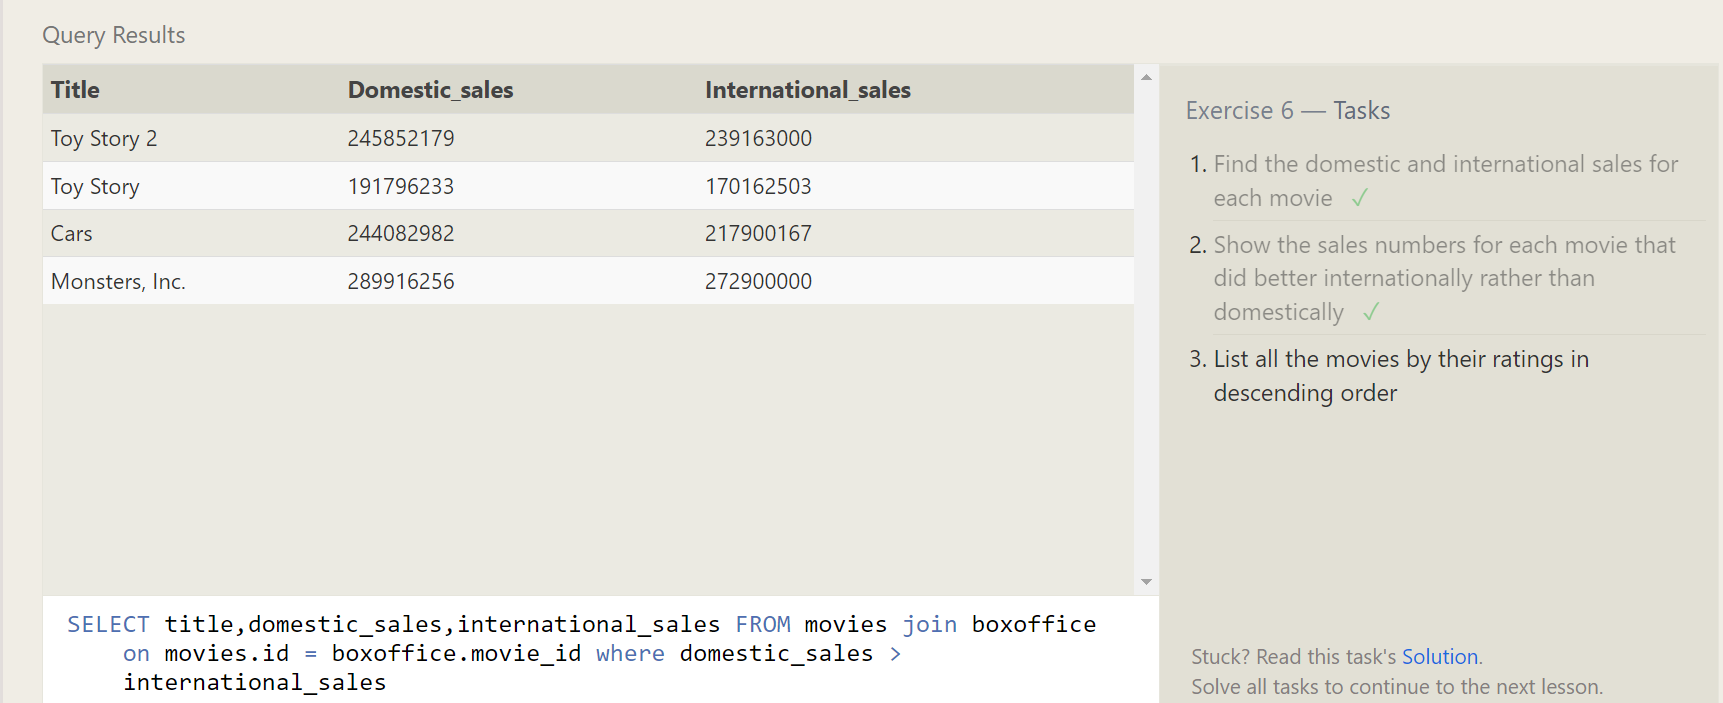 Query Results
Title Domestic_sales International_sales
Toy Story 2 245852179 239163000
Toy Story 191796233 170162503
Cars 244082982 217900167
Monsters, Inc. 289916256 272900000
SELECT title,domestic_sales,international_sales FROM movies join boxoffice
on movies.id = boxoffice.movie_id where domestic_sales >
international_sales
Exercise 6 — Tasks
1. Find the domestic and international sales for
each movie ✓
2. Show the sales numbers for each movie that
did better internationally rather than
domestically ✓
3. List all the movies by their ratings in
descending order
Stuck? Read this task's Solution.
Solve all tasks to continue to the next lesson.